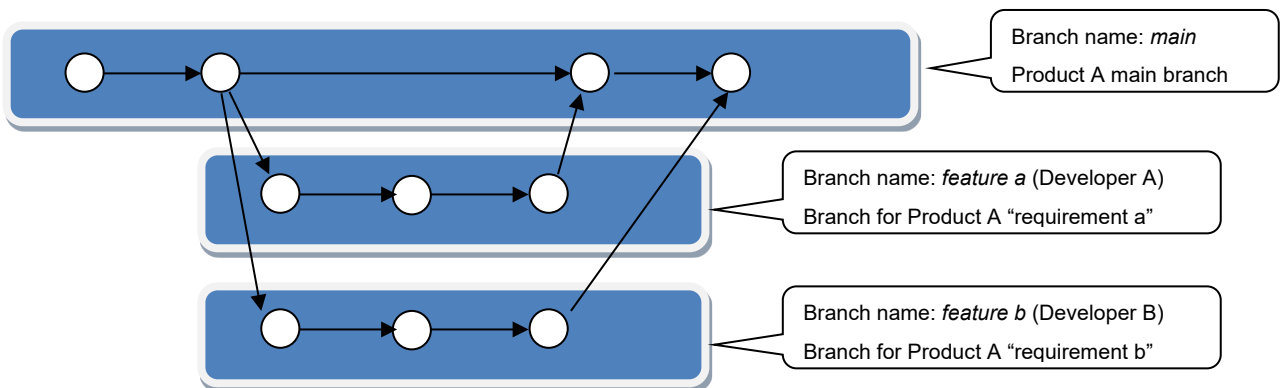 Branch name: main
Product A main branch
Branch name: feature a (Developer A)
Branch for Product A “requirement a”
Branch name: feature b (Developer B)
Branch for Product A “requirement b”